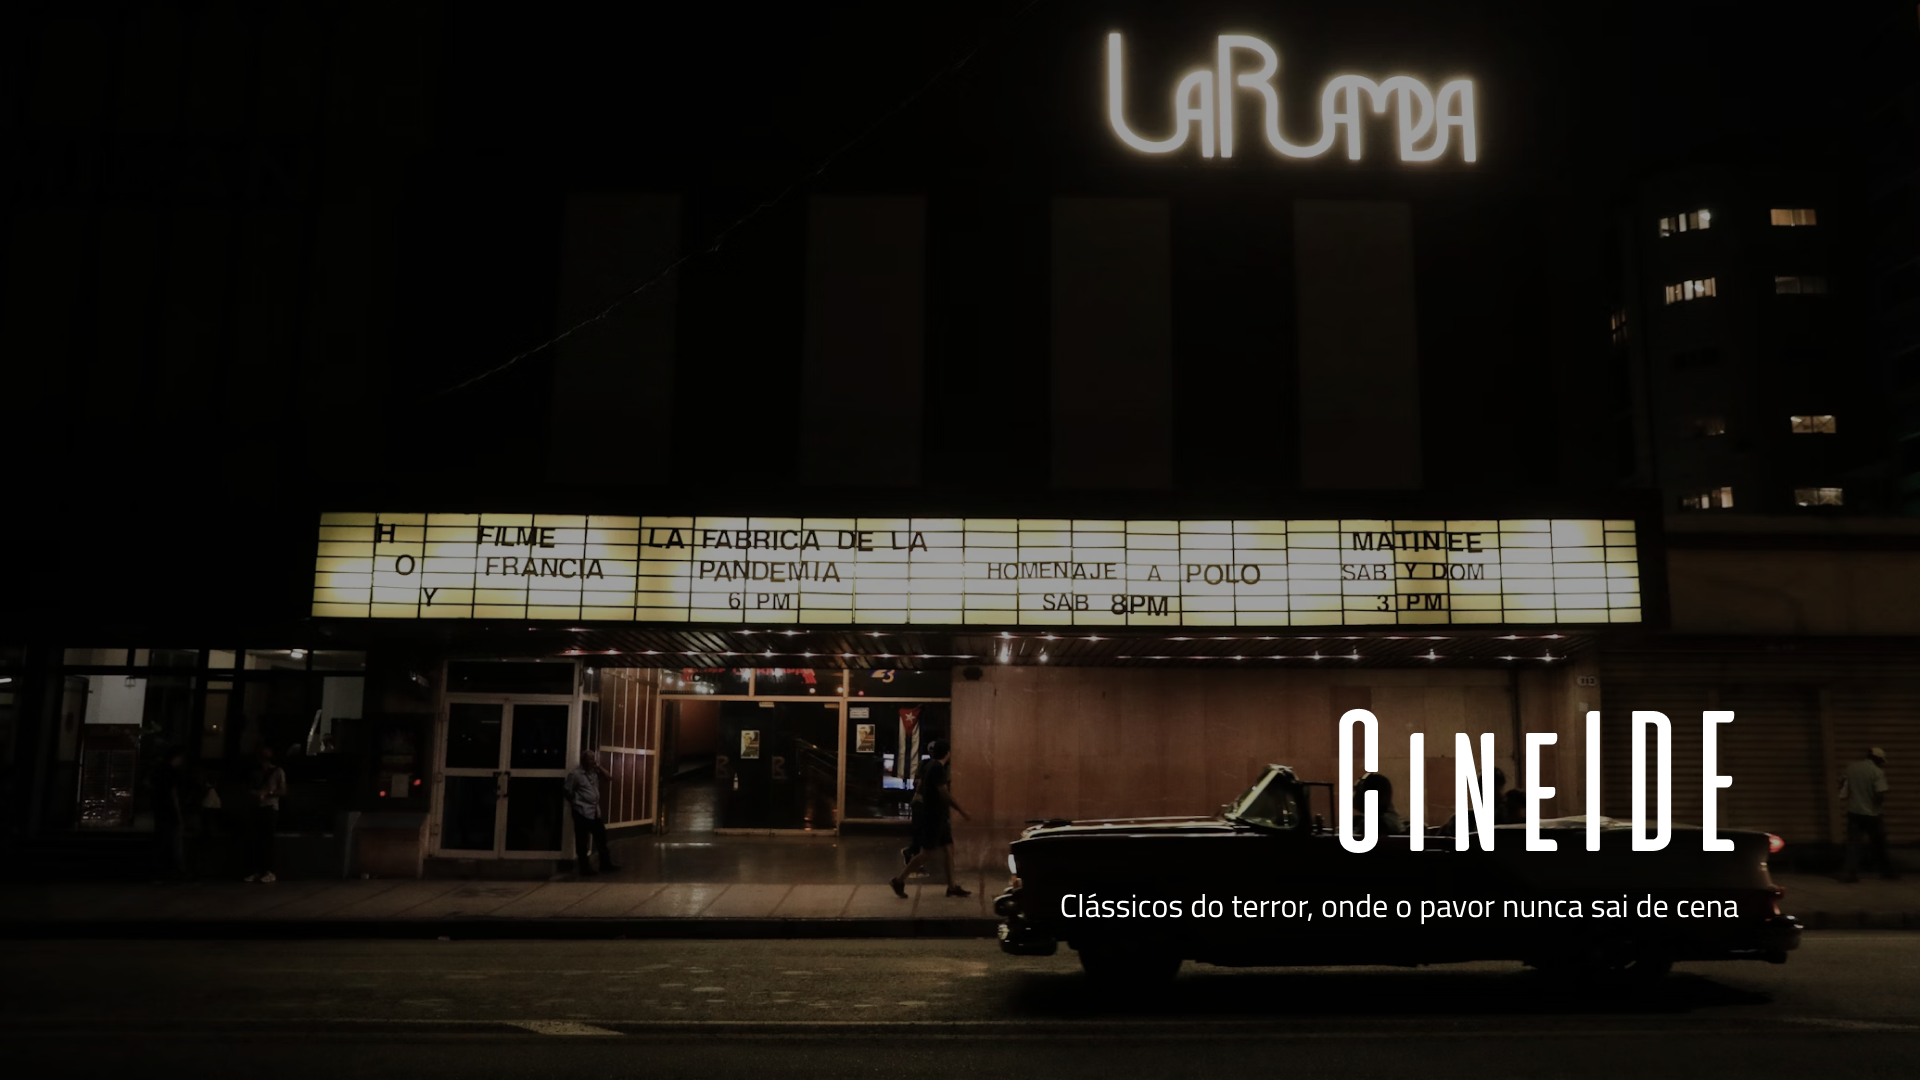 LARAMPA
H FILME LA FABRICA DE LA MATINEE
O FRANCIA PANDEMIA HOMENAJE A POLO SAB Y DOM
Y 6 PM SAB 8PM 3 PM
CINEIDE
Clássicos do terror, onde o pavor nunca sai de cena